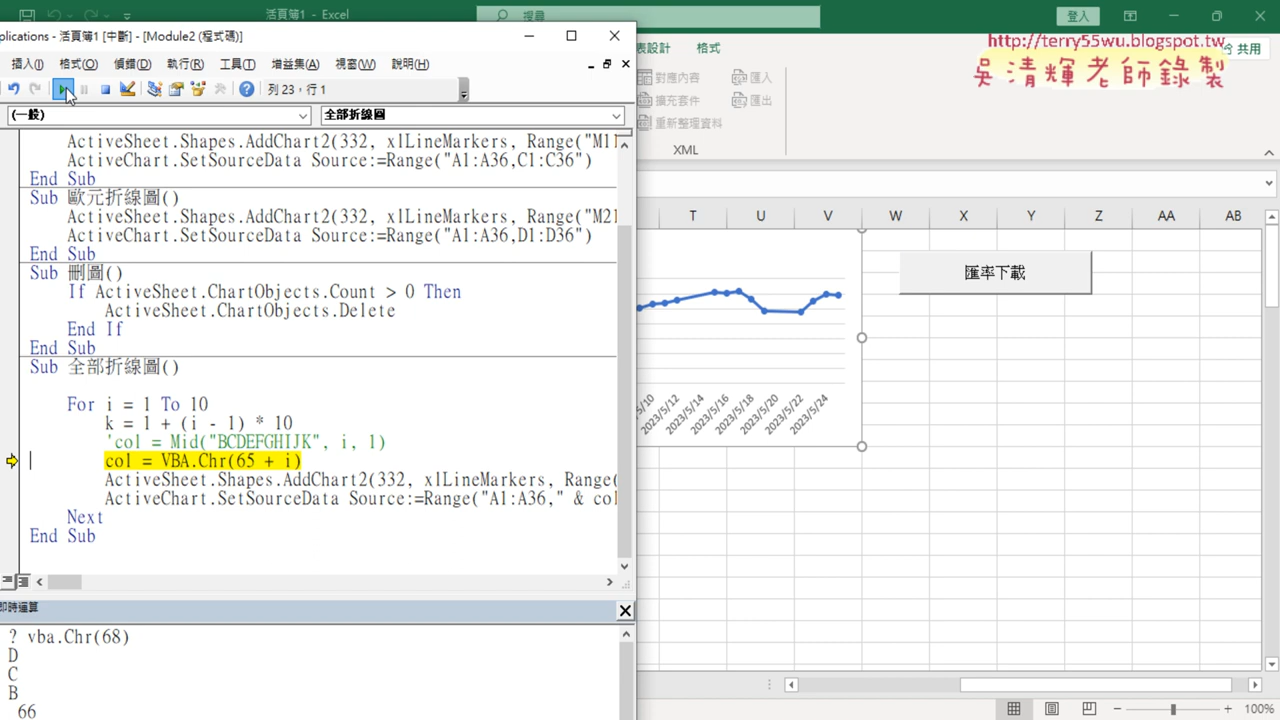 活頁簿1 - Excel
搜尋
登入
plications - 活頁簿1 [中斷] - [Module2 (程式碼)]
http://terry55wu.blogspot.tw
吳清輝老師錄製
共用
表設計 格式
插入(I) 格式(O) 偵錯(D) 執行(R) 工具(T) 增益集(A) 視窗(W) 說明(H)
對應內容 匯入
擴充套件 匯出
重新整理資料
XML
列 23，行 1
(一般) 全部折線圖
ActiveSheet.Shapes.AddChart2(332, xlLineMarkers, Range("M11
ActiveChart.SetSourceData Source:=Range("A1:A36,C1:C36")
End Sub
Sub 歐元折線圖()
ActiveSheet.Shapes.AddChart2(332, xlLineMarkers, Range("M21
ActiveChart.SetSourceData Source:=Range("A1:A36,D1:D36")
End Sub
Sub 刪圖()
If ActiveSheet.ChartObjects.Count > 0 Then
ActiveSheet.ChartObjects.Delete
End If
End Sub
Sub 全部折線圖()
For i = 1 To 10
k = 1 + (i - 1) * 10
'col = Mid("BCDEFGHIJK", i, 1)
col = VBA.Chr(65 + i)
ActiveSheet.Shapes.AddChart2(332, xlLineMarkers, Range(
ActiveChart.SetSourceData Source:=Range("A1:A36," & co
Next
End Sub
即時運算
? vba.Chr(68)
D
C
B
66
T U V W X Y Z AA AB
匯率下載
2023/5/12
2023/5/14
2023/5/16
2023/5/18
2023/5/20
2023/5/22
2023/5/24
100%